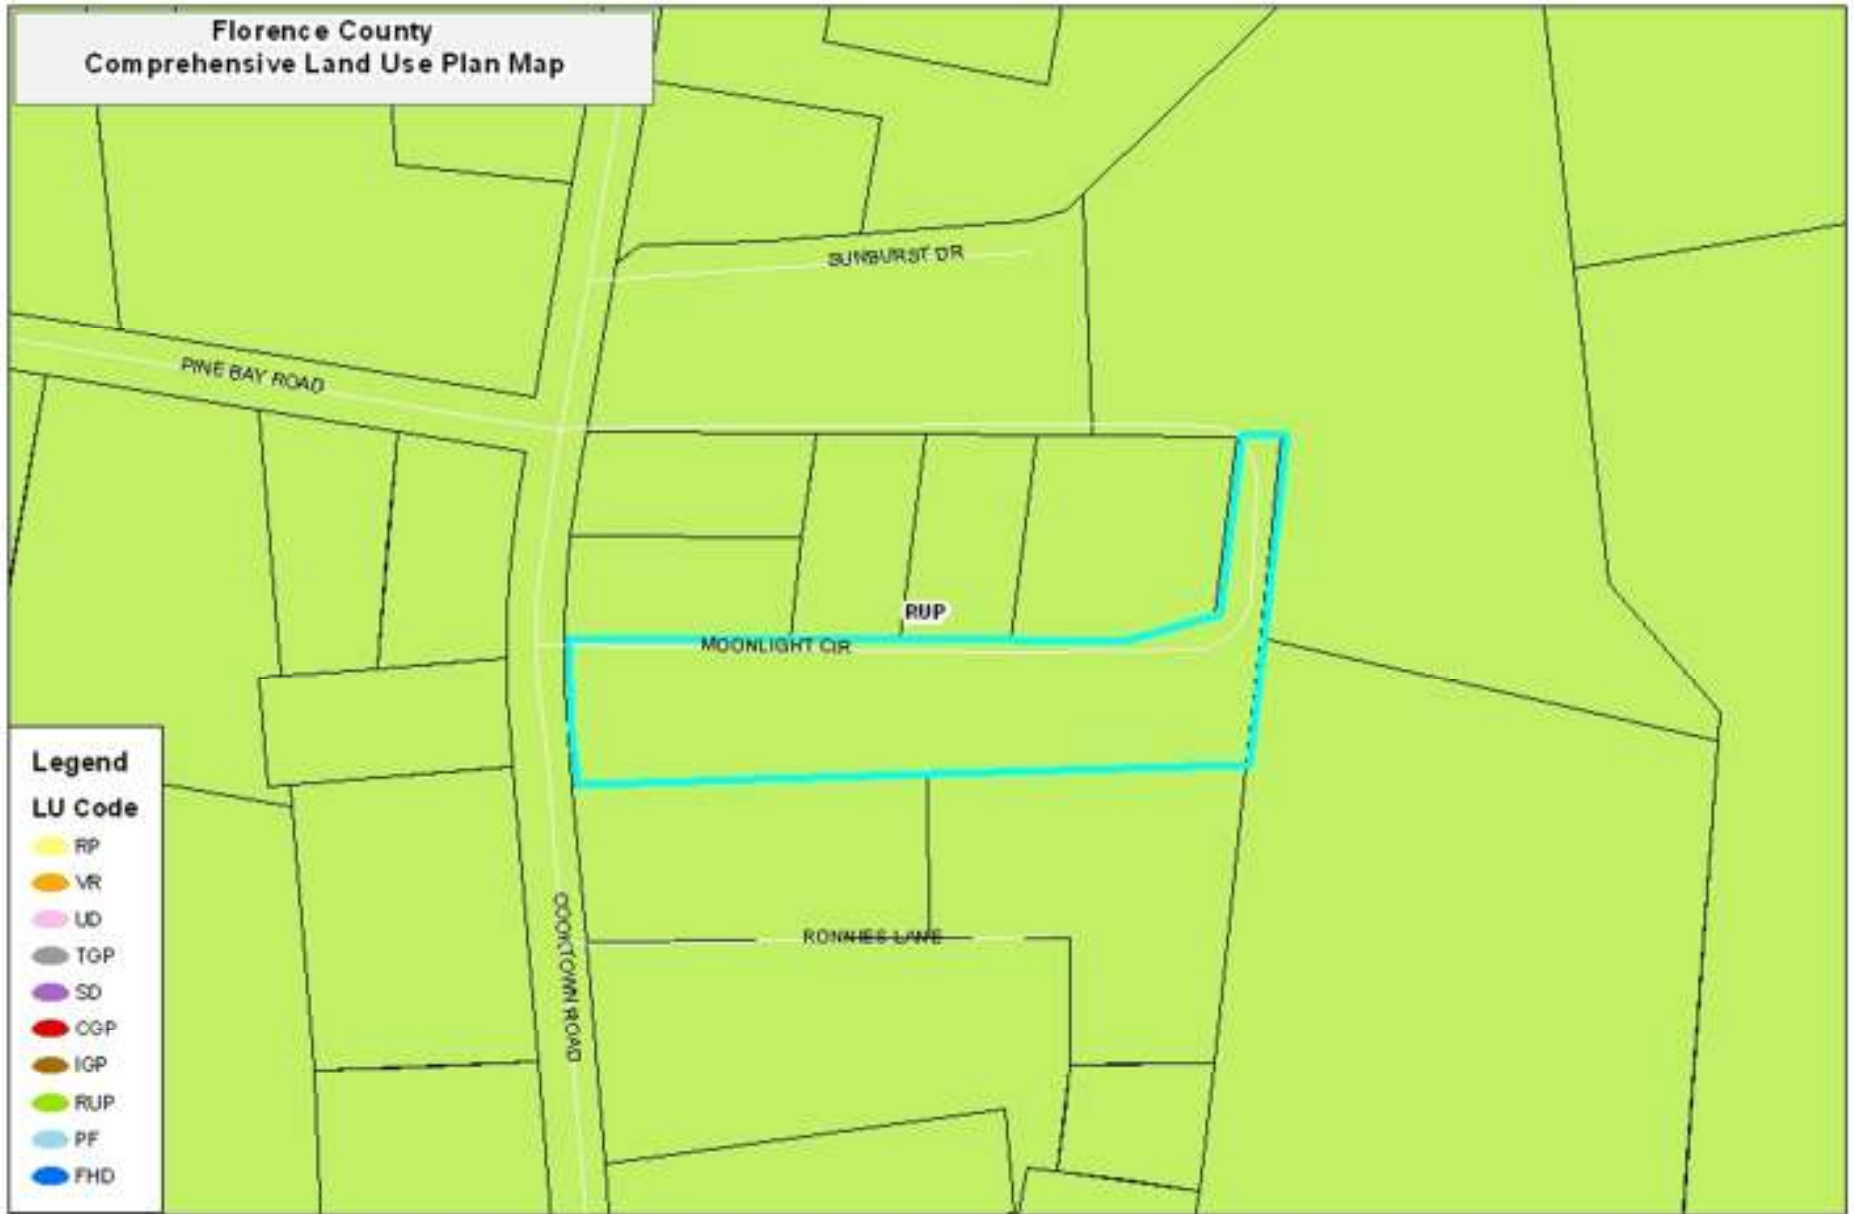 Florence County
Comprehensive Land Use Plan Map
SUNBURST DR
PINE BAY ROAD
RUP
MOONLIGHT CIR
COOKTOWN ROAD
RONNIES LANE
Legend
LU Code
RP
VR
UD
TGP
SD
CGP
IGP
RUP
PF
FHD